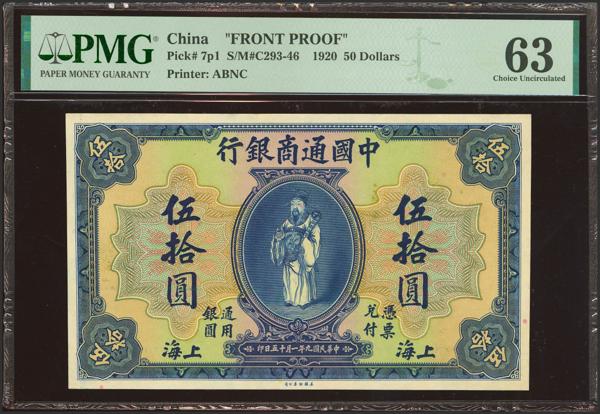 PMG
PAPER MONEY GUARANTY
China "FRONT PROOF"
Pick# 7p1 S/M#C293-46 1920 50 Dollars
Printer: ABNC
63
Choice Uncirculated
行銀商通國中
伍拾
伍拾
伍拾圓
伍拾圓
通用銀圓
憑票兑付
海上
海上
印日五十月一年九國民華中
伍拾
伍拾